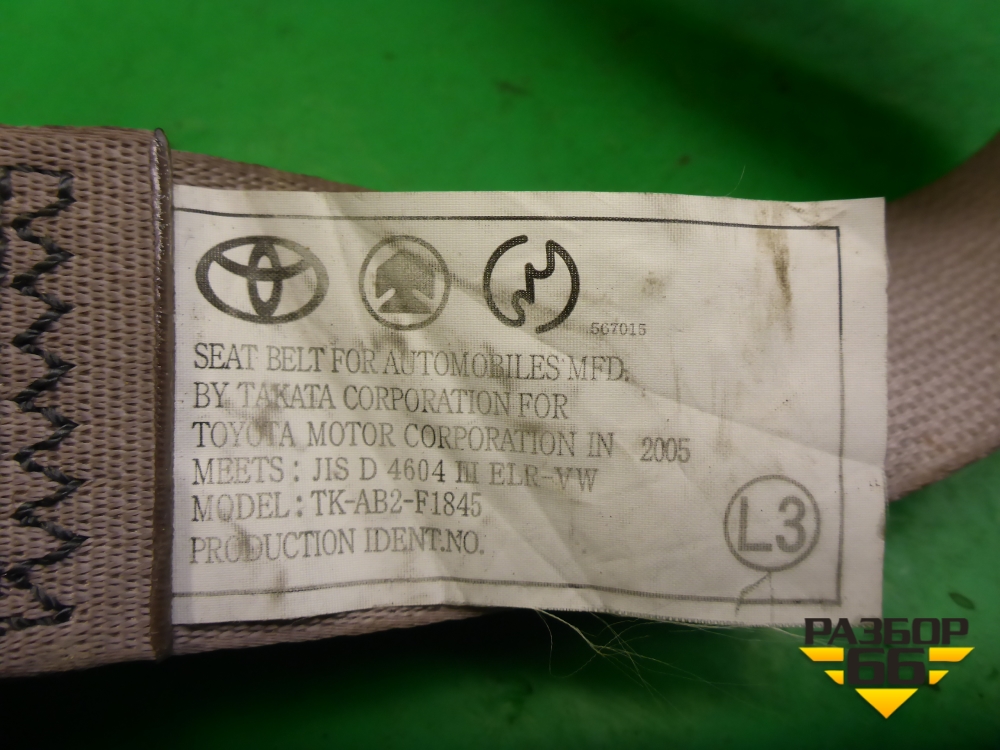 567015
SEAT BELT FOR AUTOMOBILES MFD.
BY TAKATA CORPORATION FOR
TOYOTA MOTOR CORPORATION IN 2005
MEETS: JIS D 4604 III ELR-VW
MODEL: TK-AB2-F1845
PRODUCTION IDENT.NO.
L3
РАЗБОР
66